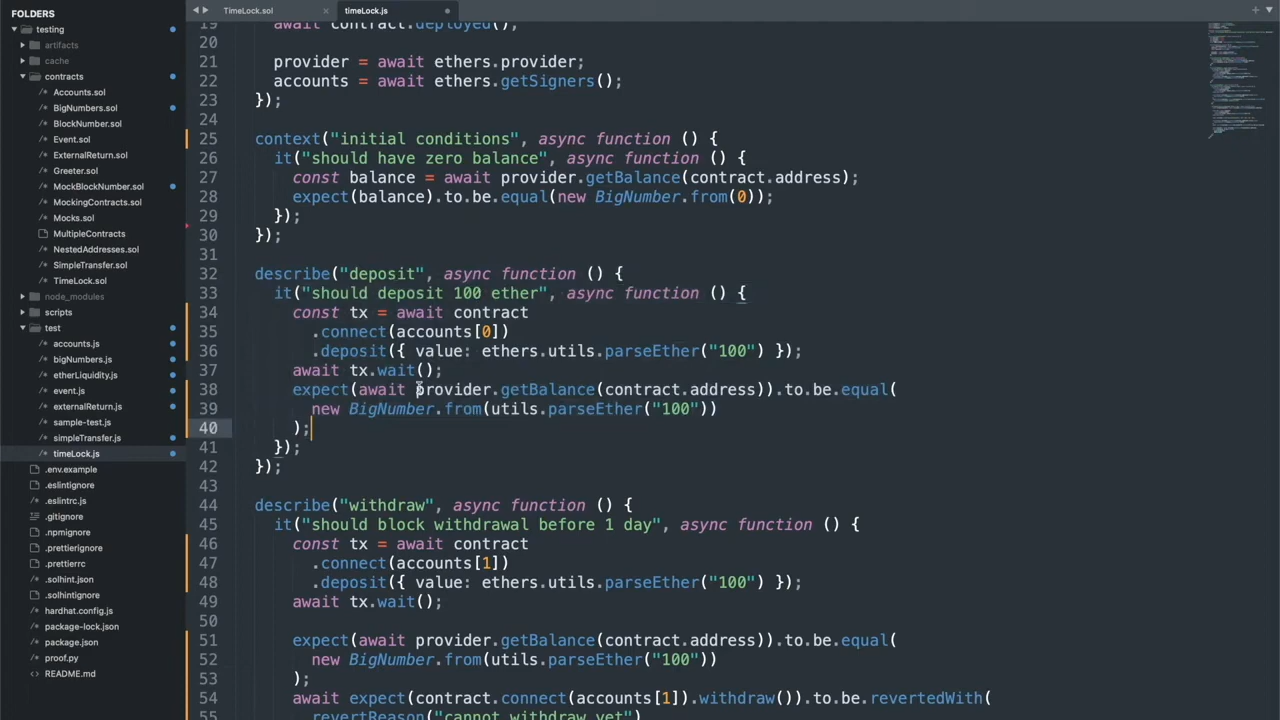 FOLDERS
testing
artifacts
cache
contracts
Accounts.sol
BigNumbers.sol
BlockNumber.sol
Event.sol
ExternalReturn.sol
Greeter.sol
MockBlockNumber.sol
MockingContracts.sol
Mocks.sol
MultipleContracts
NestedAddresses.sol
SimpleTransfer.sol
TimeLock.sol
node_modules
scripts
test
accounts.js
bigNumbers.js
etherLiquidity.js
event.js
externalReturn.js
sample-test.js
simpleTransfer.js
timeLock.js
.env.example
.eslintignore
.eslintrc.js
.gitignore
.npmignore
.prettierignore
.prettierrc
.solhint.json
.solhintignore
hardhat.config.js
package-lock.json
package.json
proof.py
README.md
TimeLock.sol × timeLock.js
19 await contract.deployed();
20
21 provider = await ethers.provider;
22 accounts = await ethers.getSigners();
23 });
24
25 context("initial conditions", async function () {
26 it("should have zero balance", async function () {
27 const balance = await provider.getBalance(contract.address);
28 expect(balance).to.be.equal(new BigNumber.from(0));
29 });
30 });
31
32 describe("deposit", async function () {
33 it("should deposit 100 ether", async function () {
34 const tx = await contract
35 .connect(accounts[0])
36 .deposit({ value: ethers.utils.parseEther("100") });
37 await tx.wait();
38 expect(await provider.getBalance(contract.address)).to.be.equal(
39 new BigNumber.from(utils.parseEther("100"))
40 );
41 });
42 });
43
44 describe("withdraw", async function () {
45 it("should block withdrawal before 1 day", async function () {
46 const tx = await contract
47 .connect(accounts[1])
48 .deposit({ value: ethers.utils.parseEther("100") });
49 await tx.wait();
50
51 expect(await provider.getBalance(contract.address)).to.be.equal(
52 new BigNumber.from(utils.parseEther("100"))
53 );
54 await expect(contract.connect(accounts[1]).withdraw()).to.be.revertedWith(
55 revertReason("cannot withdraw yet")